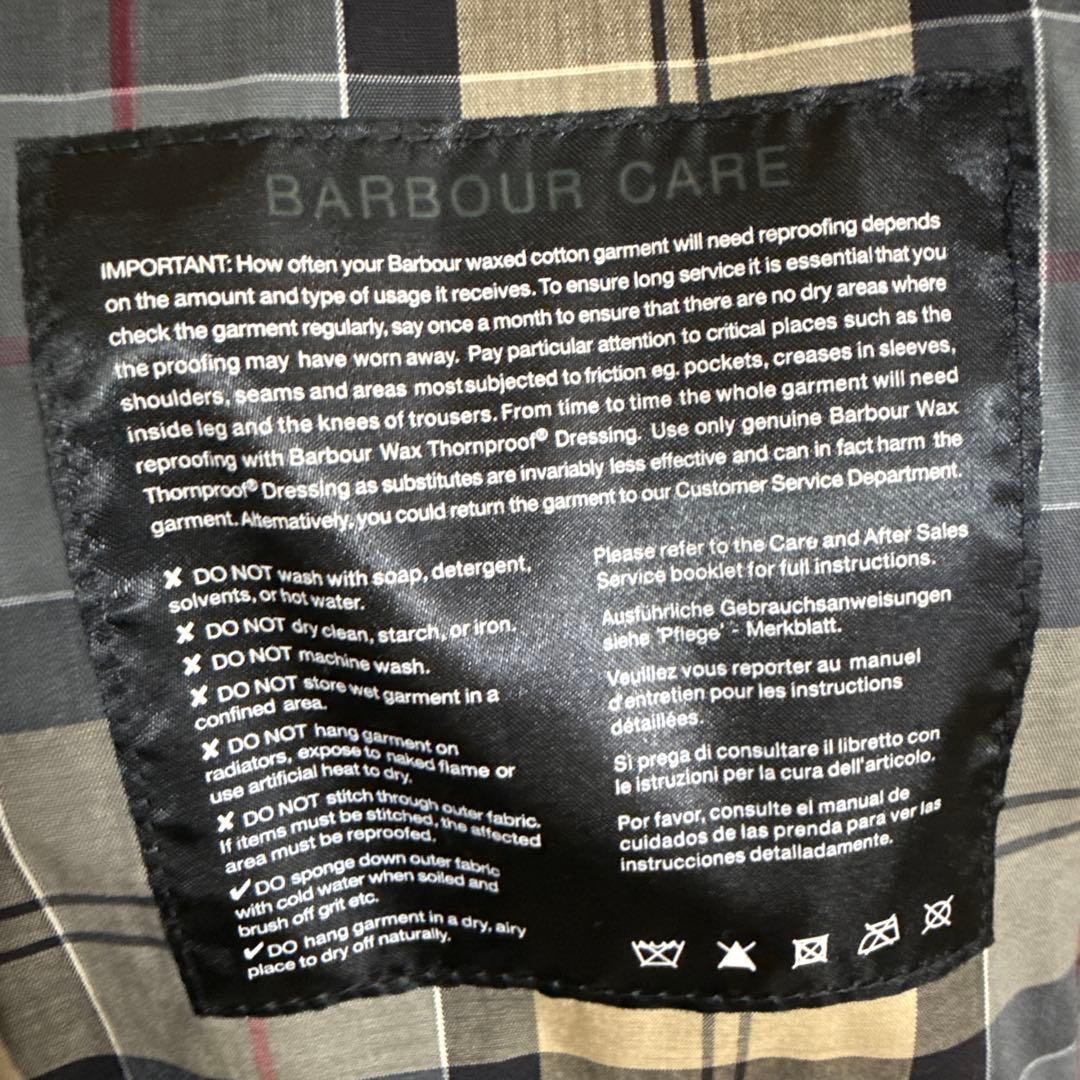 BARBOUR CARE
IMPORTANT: How often your Barbour waxed cotton garment will need reproofing depends
on the amount and type of usage it receives. To ensure long service it is essential that you
check the garment regularly, say once a month to ensure that there are no dry areas where
the proofing may have worn away. Pay particular attention to critical places such as the
shoulders, seams and areas most subjected to friction eg. pockets, creases in sleeves,
inside leg and the knees of trousers. From time to time the whole garment will need
reproofing with Barbour Wax Thornproof® Dressing. Use only genuine Barbour Wax
Thornproof® Dressing as substitutes are invariably less effective and can in fact harm the
garment. Alternatively, you could return the garment to our Customer Service Department.
✘ DO NOT wash with soap, detergent,
solvents, or hot water.
✘ DO NOT dry clean, starch, or iron.
✘ DO NOT machine wash.
✘ DO NOT store wet garment in a
confined area.
✘ DO NOT hang garment on
radiators, expose to naked flame or
use artificial heat to dry.
✘ DO NOT stitch through outer fabric.
If items must be stitched, the affected
area must be reproofed.
✔ DO sponge down outer fabric
with cold water when soiled and
brush off grit etc.
✔ DO hang garment in a dry, airy
place to dry off naturally.
Please refer to the Care and After Sales
Service booklet for full instructions.
Ausführliche Gebrauchsanweisungen
siehe 'Pflege' - Merkblatt.
Veuillez vous reporter au manuel
d'entretien pour les instructions
détaillées.
Si prega di consultare il libretto con
le istruzioni per la cura dell'articolo.
Por favor, consulte el manual de
cuidados de las prenda para ver las
instrucciones detalladamente.